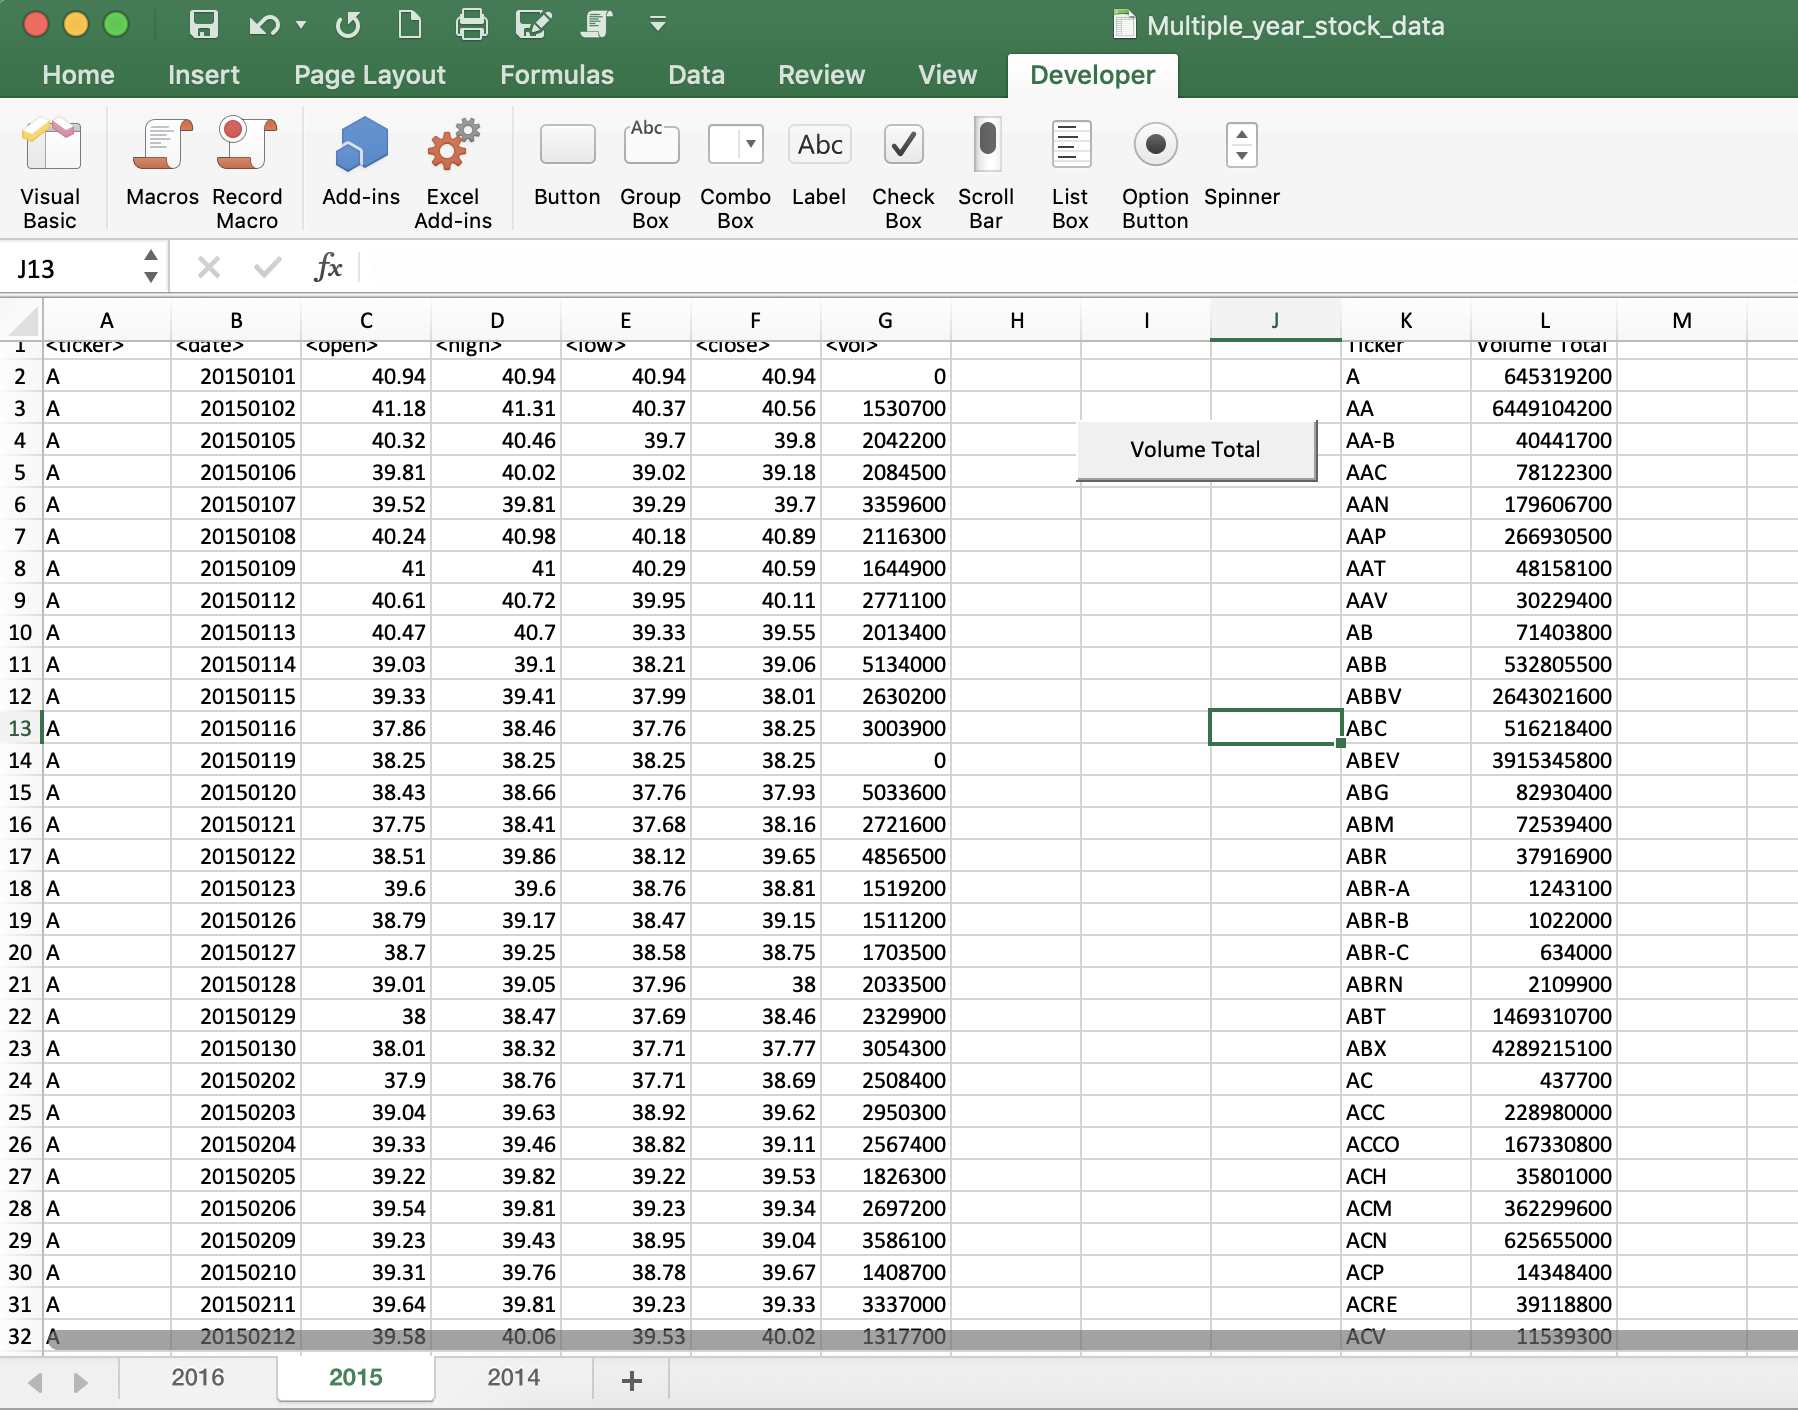 Multiple_year_stock_data
Home Insert Page Layout Formulas Data Review View Developer
Abc Abc
Visual Basic Macros Record Macro Add-ins Excel Add-ins Button Group Box Combo Box Label Check Box Scroll Bar List Box Option Button Spinner
J13 fx
A B C D E F G H I J K L M
1 <ticker> <date> <open> <high> <low> <close> <vol> Ticker Volume Total
2 A 20150101 40.94 40.94 40.94 40.94 0 A 645319200
3 A 20150102 41.18 41.31 40.37 40.56 1530700 AA 6449104200
4 A 20150105 40.32 40.46 39.7 39.8 2042200 Volume Total AA-B 40441700
5 A 20150106 39.81 40.02 39.02 39.18 2084500 AAC 78122300
6 A 20150107 39.52 39.81 39.29 39.7 3359600 AAN 179606700
7 A 20150108 40.24 40.98 40.18 40.89 2116300 AAP 266930500
8 A 20150109 41 41 40.29 40.59 1644900 AAT 48158100
9 A 20150112 40.61 40.72 39.95 40.11 2771100 AAV 30229400
10 A 20150113 40.47 40.7 39.33 39.55 2013400 AB 71403800
11 A 20150114 39.03 39.1 38.21 39.06 5134000 ABB 532805500
12 A 20150115 39.33 39.41 37.99 38.01 2630200 ABBV 2643021600
13 A 20150116 37.86 38.46 37.76 38.25 3003900 ABC 516218400
14 A 20150119 38.25 38.25 38.25 38.25 0 ABEV 3915345800
15 A 20150120 38.43 38.66 37.76 37.93 5033600 ABG 82930400
16 A 20150121 37.75 38.41 37.68 38.16 2721600 ABM 72539400
17 A 20150122 38.51 39.86 38.12 39.65 4856500 ABR 37916900
18 A 20150123 39.6 39.6 38.76 38.81 1519200 ABR-A 1243100
19 A 20150126 38.79 39.17 38.47 39.15 1511200 ABR-B 1022000
20 A 20150127 38.7 39.25 38.58 38.75 1703500 ABR-C 634000
21 A 20150128 39.01 39.05 37.96 38 2033500 ABRN 2109900
22 A 20150129 38 38.47 37.69 38.46 2329900 ABT 1469310700
23 A 20150130 38.01 38.32 37.71 37.77 3054300 ABX 4289215100
24 A 20150202 37.9 38.76 37.71 38.69 2508400 AC 437700
25 A 20150203 39.04 39.63 38.92 39.62 2950300 ACC 228980000
26 A 20150204 39.33 39.46 38.82 39.11 2567400 ACCO 167330800
27 A 20150205 39.22 39.82 39.22 39.53 1826300 ACH 35801000
28 A 20150206 39.54 39.81 39.23 39.34 2697200 ACM 362299600
29 A 20150209 39.23 39.43 38.95 39.04 3586100 ACN 625655000
30 A 20150210 39.31 39.76 38.78 39.67 1408700 ACP 14348400
31 A 20150211 39.64 39.81 39.23 39.33 3337000 ACRE 39118800
32 A 20150212 39.58 40.06 39.53 40.02 1317700 ACV 11539300
2016 2015 2014 +